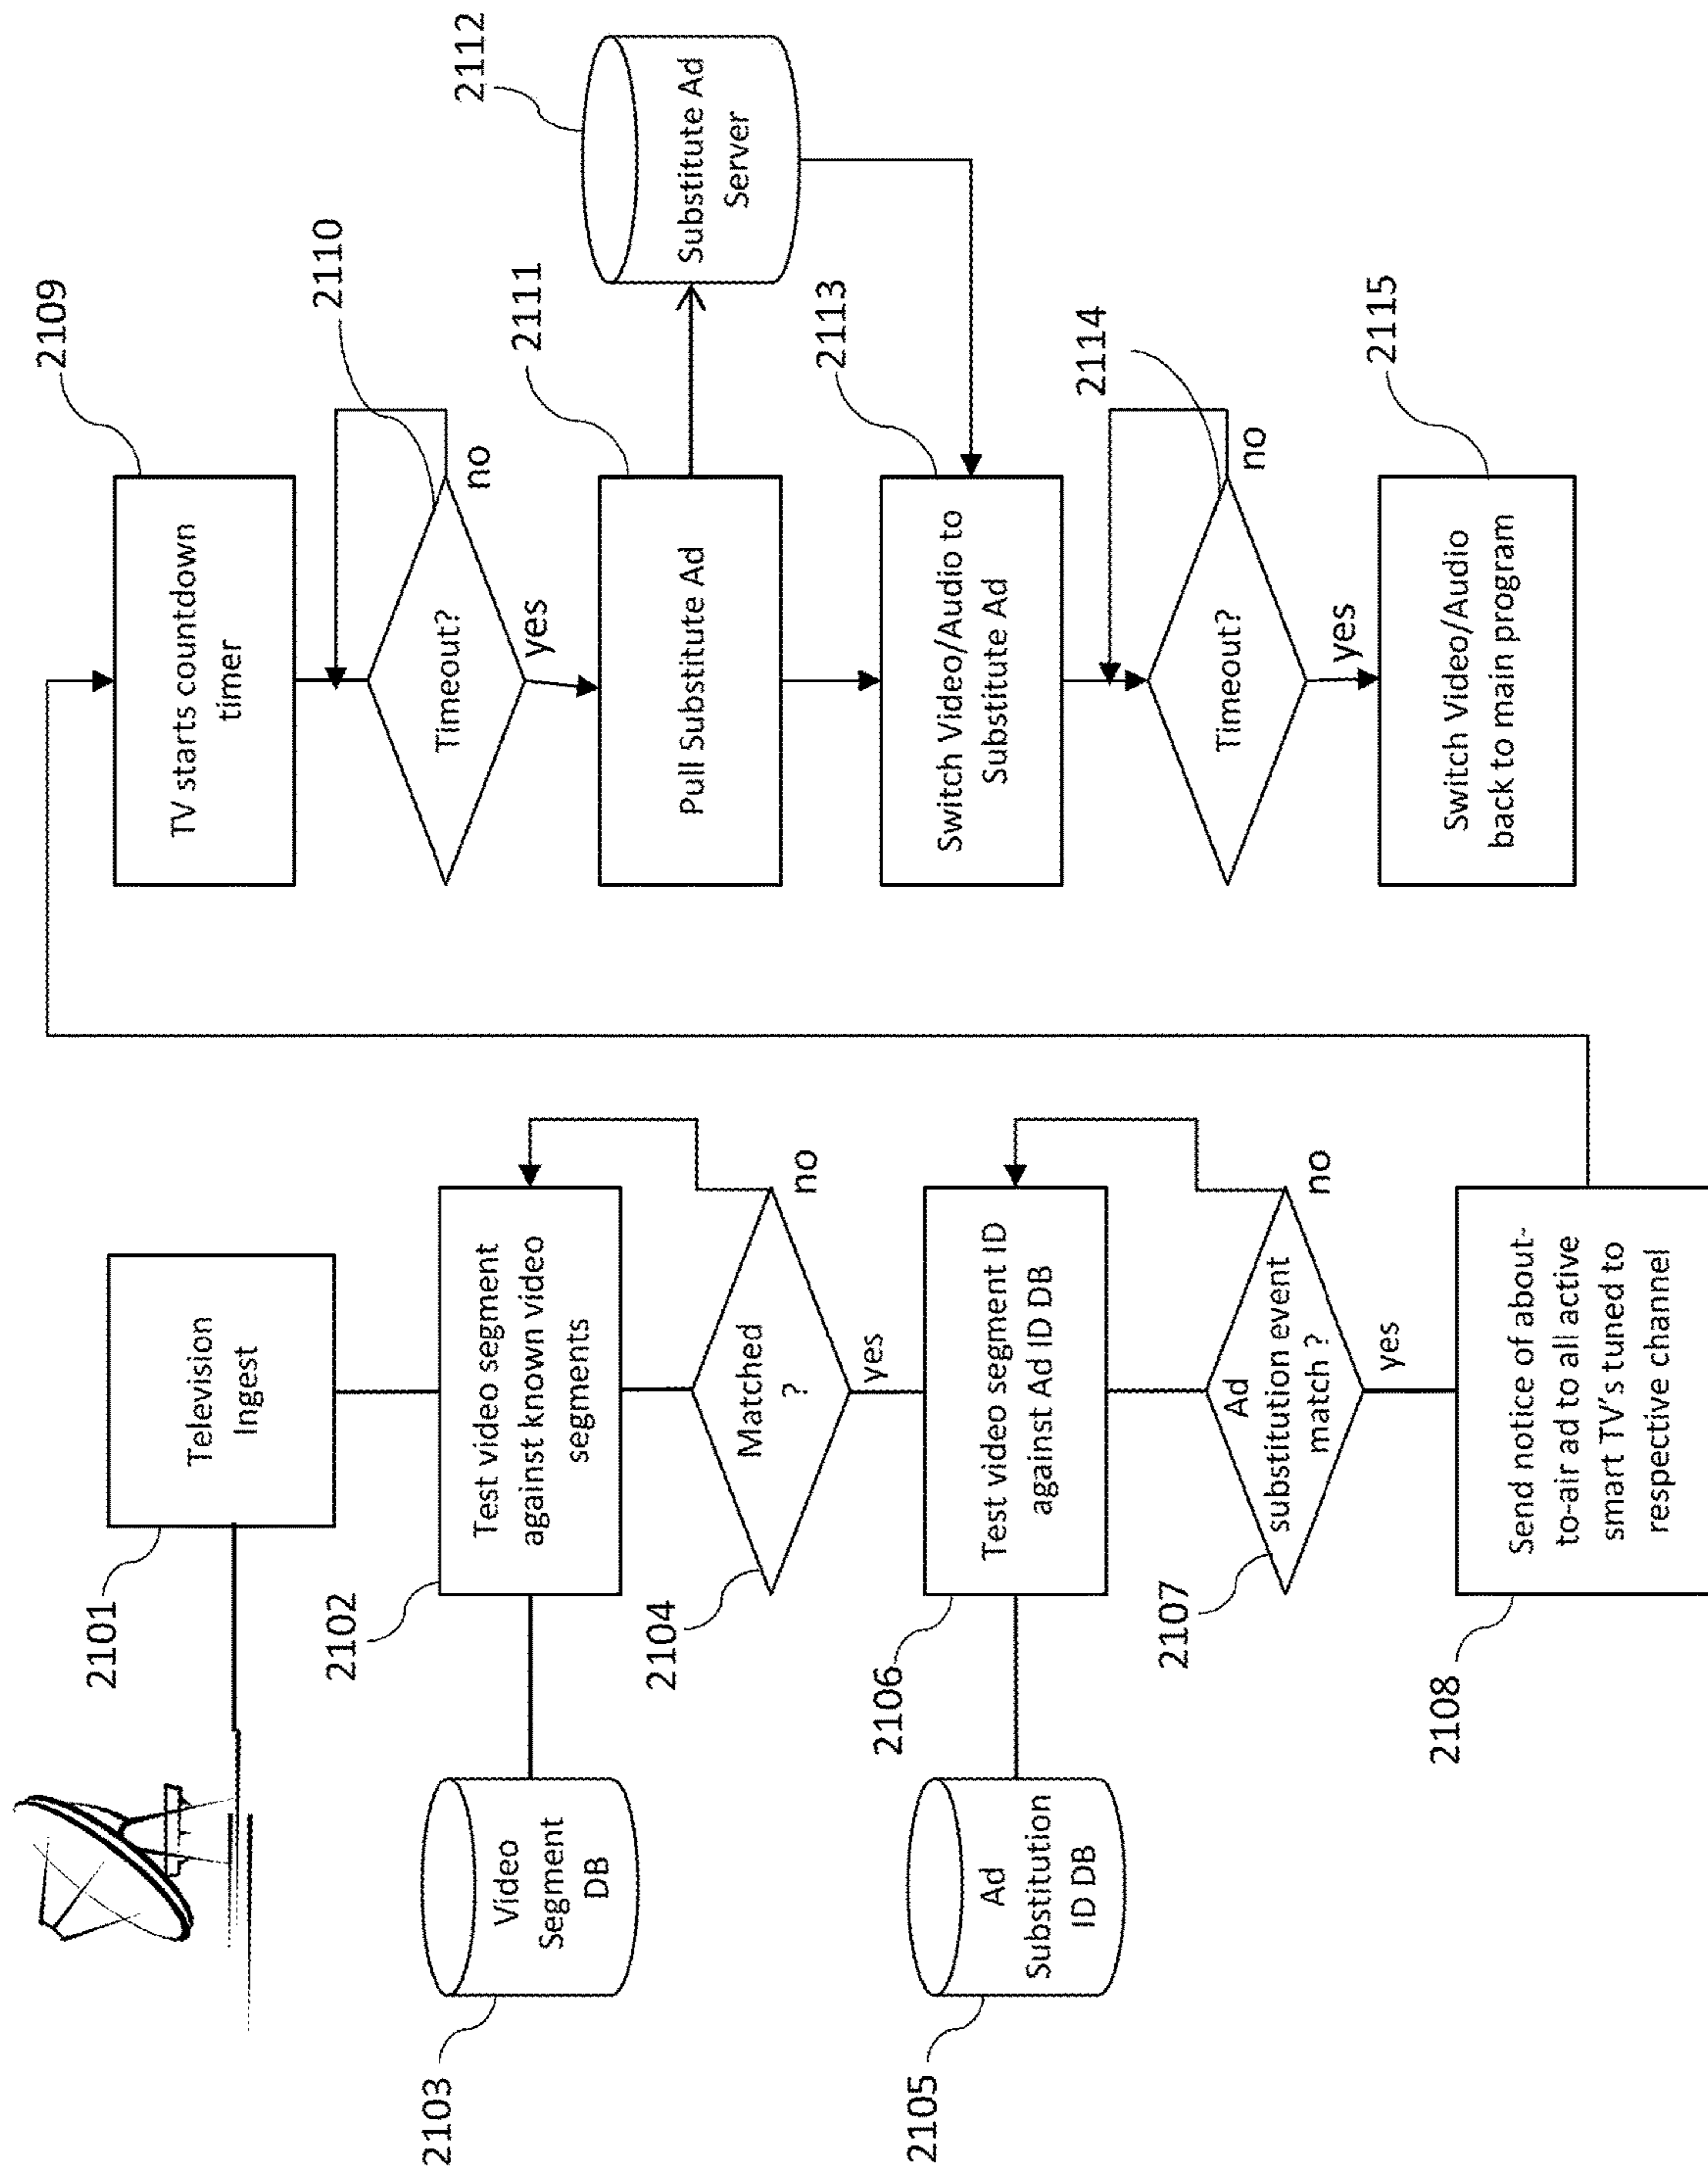 2101
Television
Ingest
2102
Test video segment
against known video
segments
2103
Video
Segment
DB
2104
Matched
?
no
yes
2105
Ad
Substitution
ID DB
2106
Test video segment ID
against Ad ID DB
2107
Ad
substitution event
match ?
no
yes
2108
Send notice of about-
to-air ad to all active
smart TV's tuned to
respective channel
2109
TV starts countdown
timer
2110
Timeout?
no
yes
2111
Pull Substitute Ad
2112
Substitute Ad
Server
2113
Switch Video/Audio to
Substitute Ad
2114
Timeout?
no
yes
2115
Switch Video/Audio
back to main program